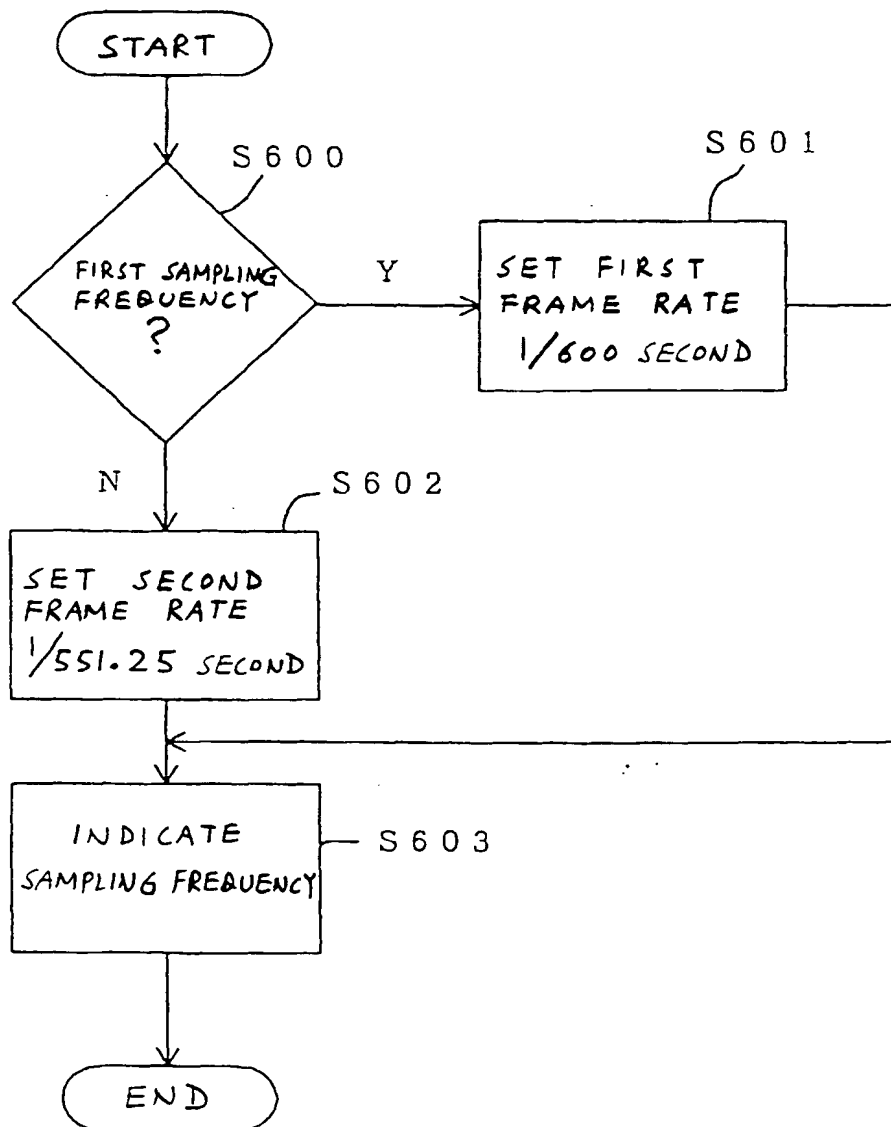 START
S600
FIRST SAMPLING
FREQUENCY
?
Y
S601
SET FIRST
FRAME RATE
1/600 SECOND
N
S602
SET SECOND
FRAME RATE
1/551.25 SECOND
INDICATE
SAMPLING FREQUENCY
S603
END